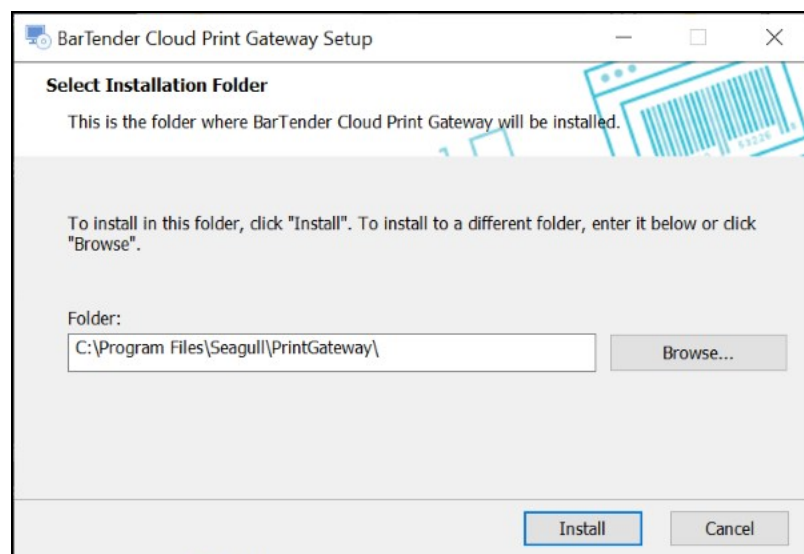 BarTender Cloud Print Gateway Setup
Select Installation Folder
This is the folder where BarTender Cloud Print Gateway will be installed.
53226 8
To install in this folder, click "Install". To install to a different folder, enter it below or click
"Browse".
Folder:
C:\Program Files\Seagull\PrintGateway\
Browse...
Install
Cancel